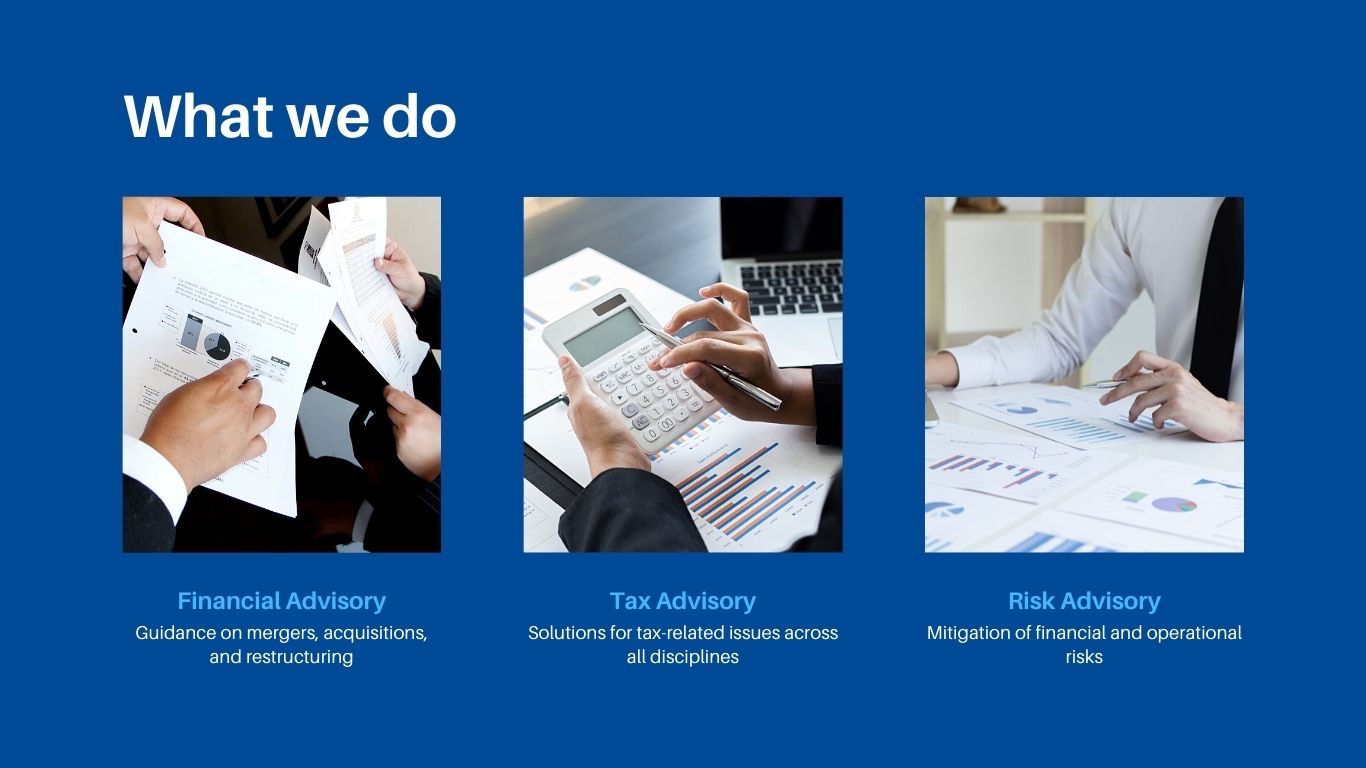 What we do
Financial Advisory
Guidance on mergers, acquisitions,
and restructuring
Tax Advisory
Solutions for tax-related issues across
all disciplines
Risk Advisory
Mitigation of financial and operational
risks